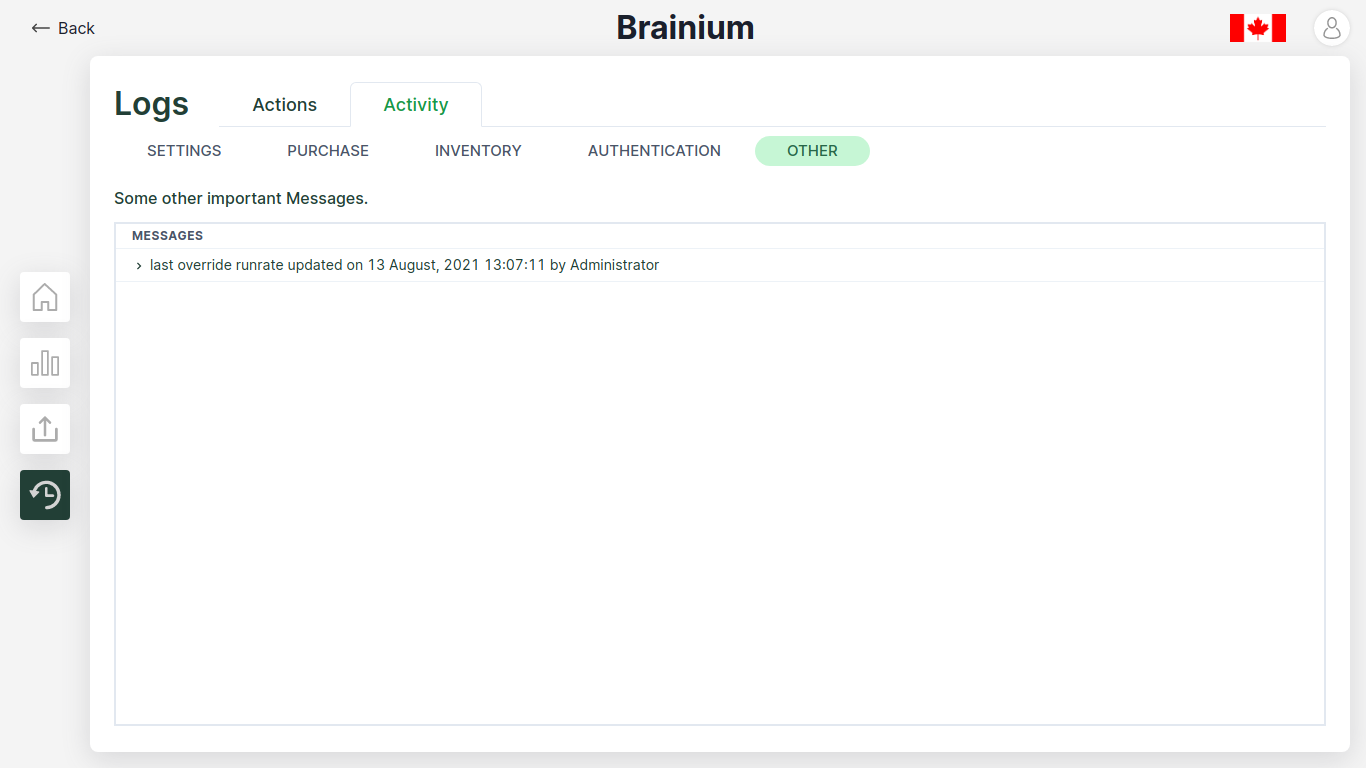 Back
Brainium
Logs
Actions
Activity
SETTINGS
PURCHASE
INVENTORY
AUTHENTICATION
OTHER
Some other important Messages.
MESSAGES
last override runrate updated on 13 August, 2021 13:07:11 by Administrator